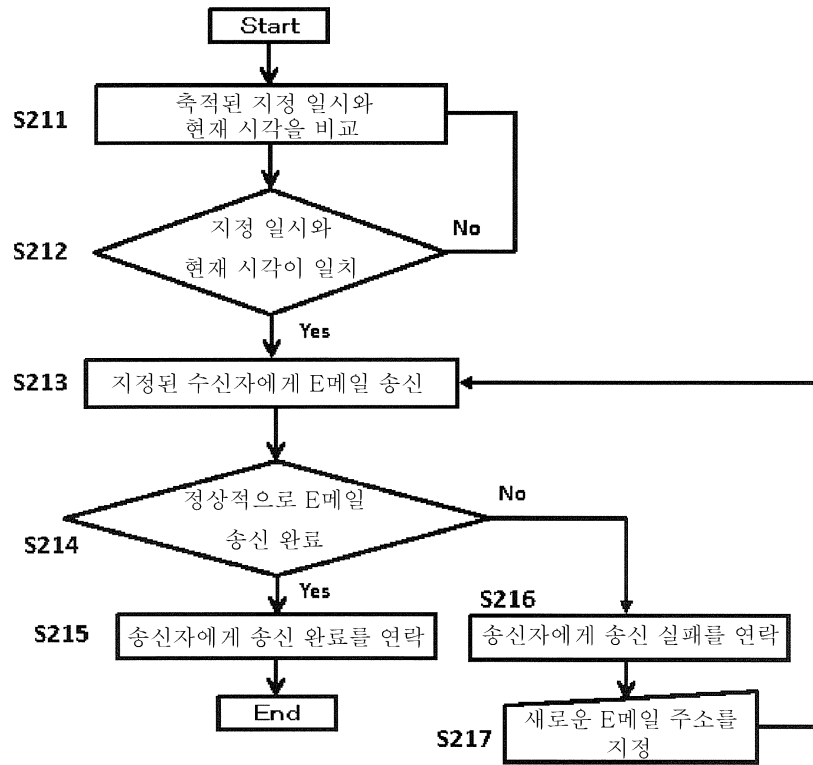 Start
S211
축적된 지정 일시와
현재 시각을 비교
S212
지정 일시와
현재 시각이 일치
No
Yes
S213
지정된 수신자에게 E메일 송신
S214
정상적으로 E메일
송신 완료
No
Yes
S215
송신자에게 송신 완료를 연락
S216
송신자에게 송신 실패를 연락
End
S217
새로운 E메일 주소를
지정